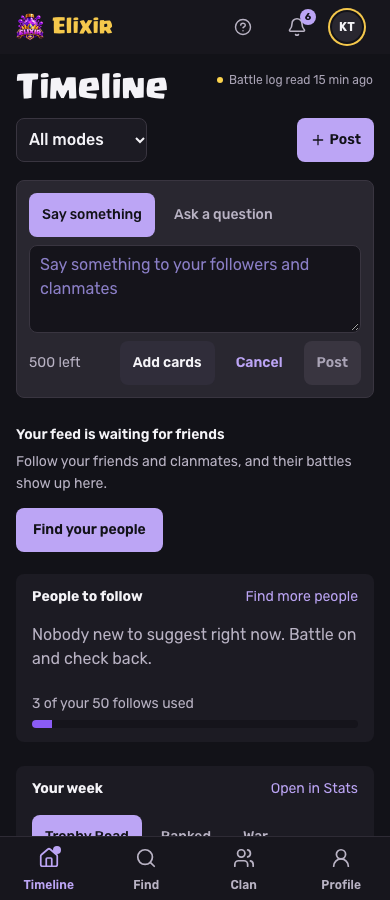 Elixir
6
KT
Timeline
Battle log read 15 min ago
All modes
+ Post
Say something
Ask a question
Say something to your followers and
clanmates
500 left
Add cards
Cancel
Post
Your feed is waiting for friends
Follow your friends and clanmates, and their battles
show up here.
Find your people
People to follow
Find more people
Nobody new to suggest right now. Battle on
and check back.
3 of your 50 follows used
Your week
Open in Stats
Trophy Road
Ranked
War
Timeline
Find
Clan
Profile